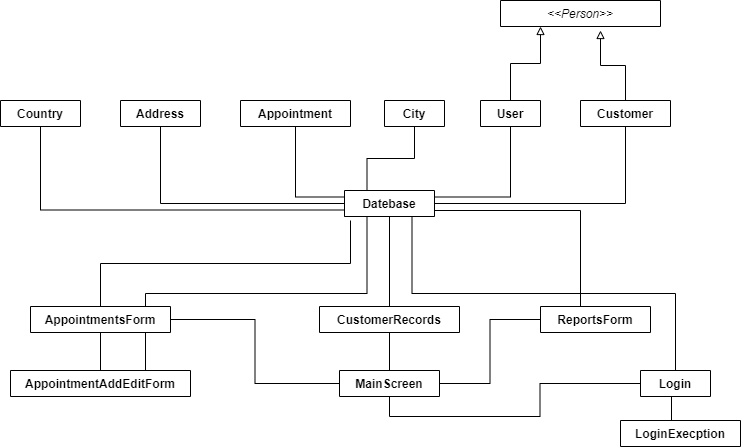 <<Person>>
Country
Address
Appointment
City
User
Customer
Datebase
AppointmentsForm
CustomerRecords
ReportsForm
AppointmentAddEditForm
MainScreen
Login
LoginExecption